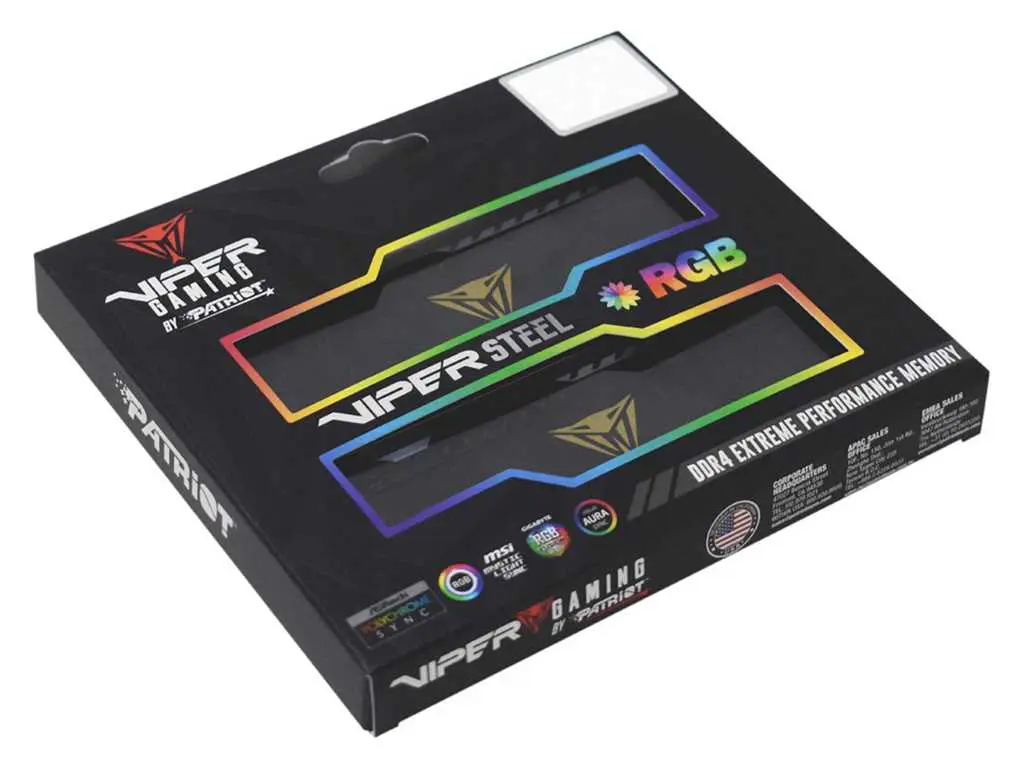 VIPER
GAMING
BY PATRIOT
RGB
VIPER STEEL
DDR4 EXTREME PERFORMANCE MEMORY
PATRIOT
ASRock
POLYCHROME
SYNC
RGB
msi
MYSTIC
LIGHT
SYNC
GIGABYTE
RGB
FUSION
AURA
SYNC
VIPER GAMING
BY PATRIOT
CORPORATE
HEADQUARTERS
APAC SALES
OFFICE
EMEA SALES
OFFICE